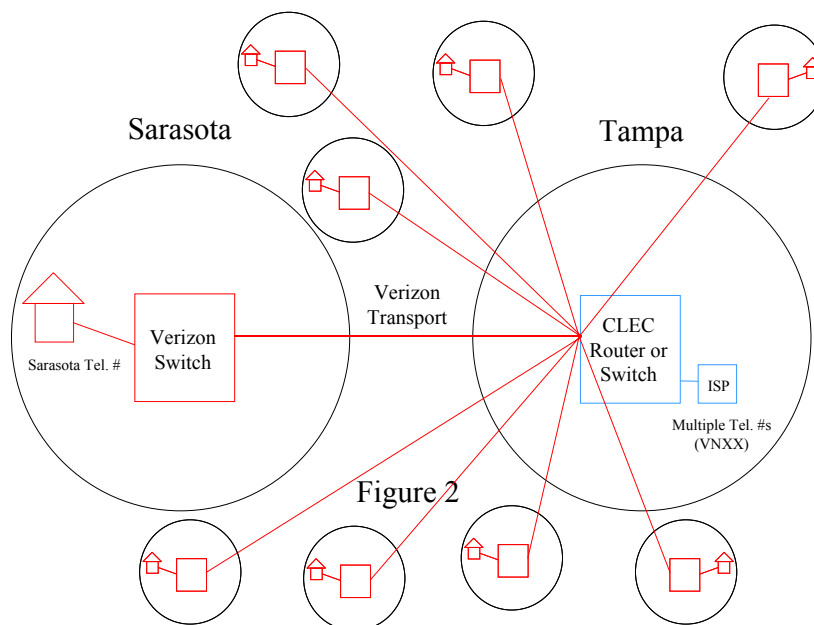 Sarasota
Tampa
Verizon
Transport
Verizon
Switch
Sarasota Tel. #
CLEC
Router or
Switch
ISP
Multiple Tel. #s
(VNXX)
Figure 2